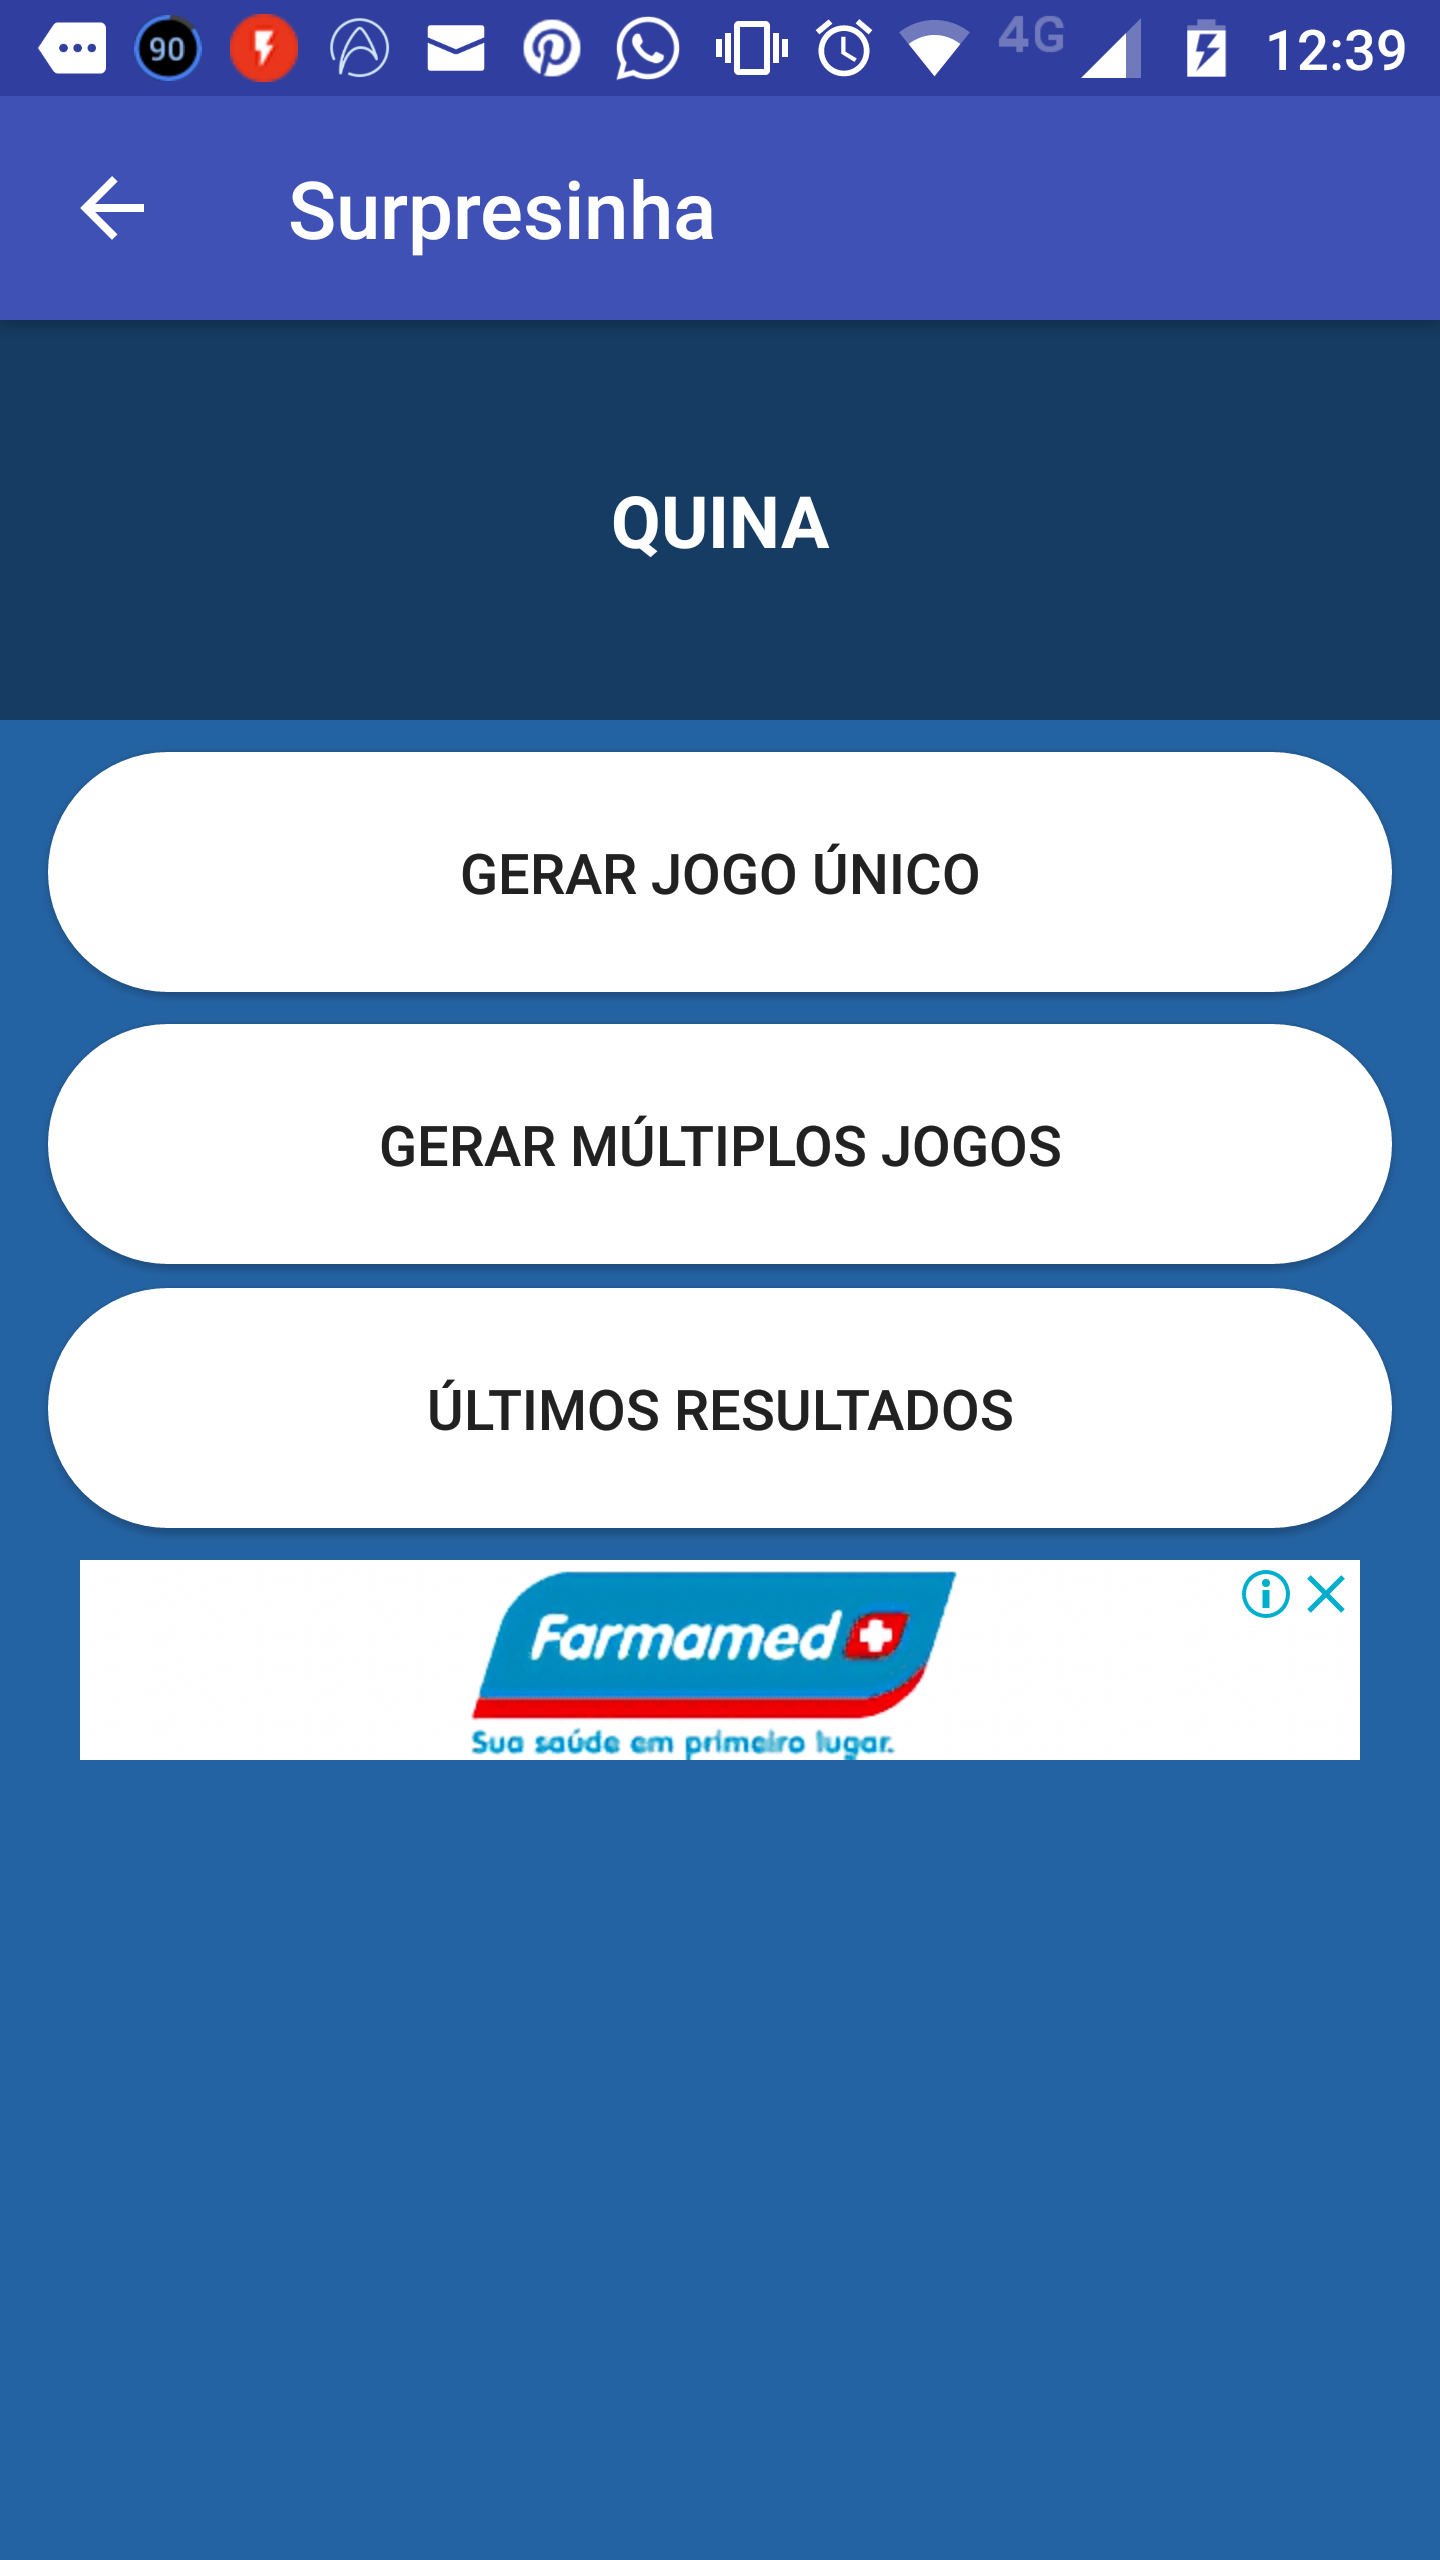 90
4G
12:39
Surpresinha
QUINA
GERAR JOGO ÚNICO
GERAR MÚLTIPLOS JOGOS
ÚLTIMOS RESULTADOS
Farmamed
Sua saúde em primeiro lugar.